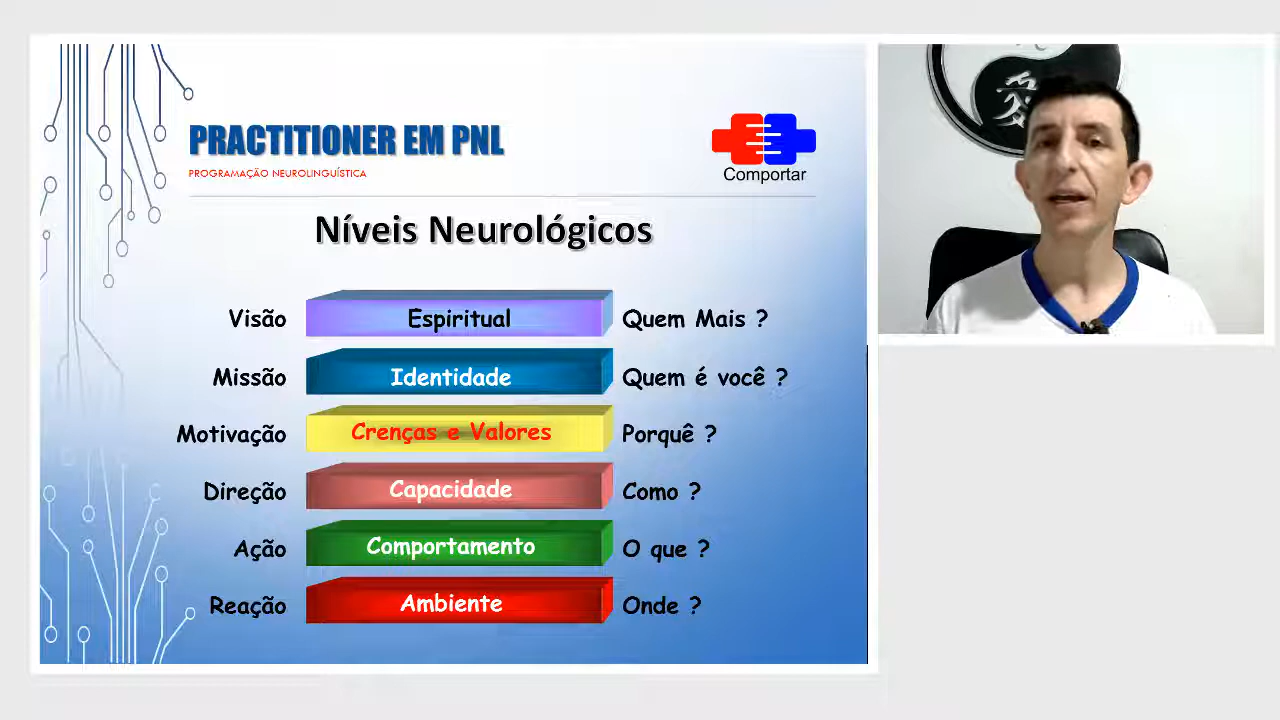 PRACTITIONER EM PNL
PROGRAMAÇÃO NEUROLINGUÍSTICA
Comportar
Níveis Neurológicos
Visão Espiritual Quem Mais ?
Missão Identidade Quem é você ?
Motivação Crenças e Valores Porquê ?
Direção Capacidade Como ?
Ação Comportamento O que ?
Reação Ambiente Onde ?